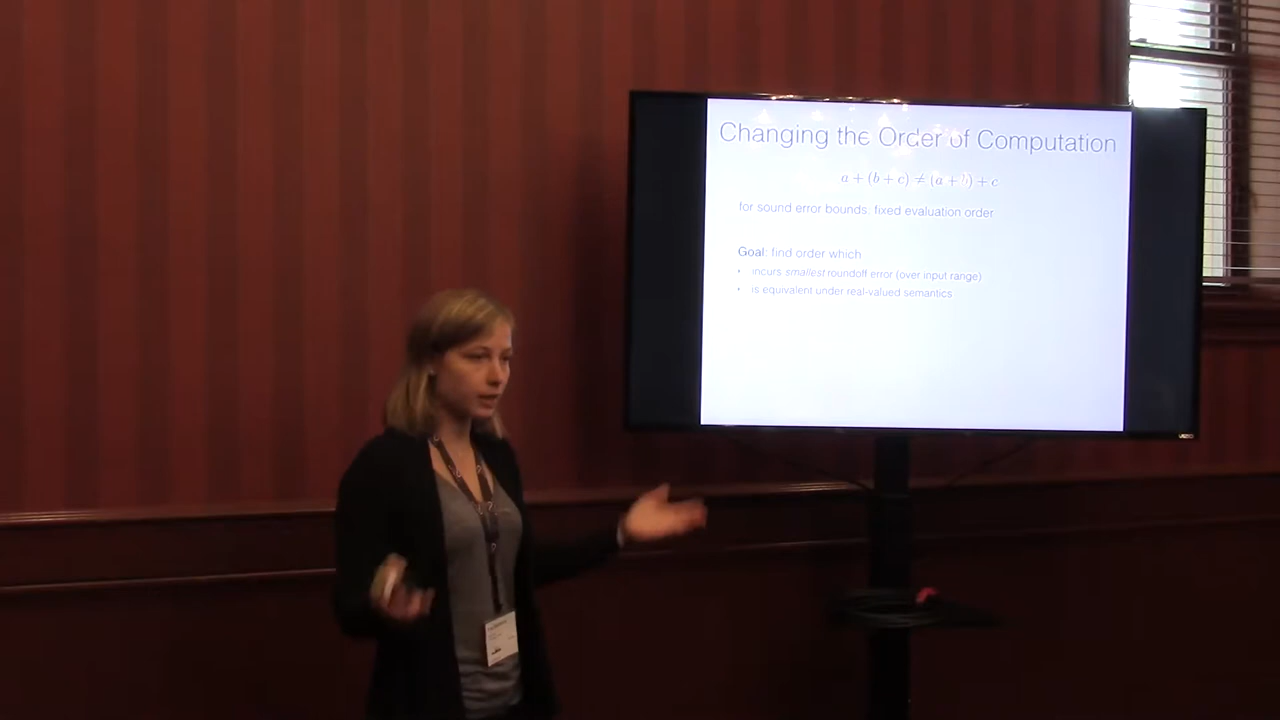 Changing the Order of Computation
a + (b + c) ≠ (a + b) + c
for sound error bounds: fixed evaluation order
Goal: find order which
• incurs smallest roundoff error (over input range)
• is equivalent under real-valued semantics
VIZIO